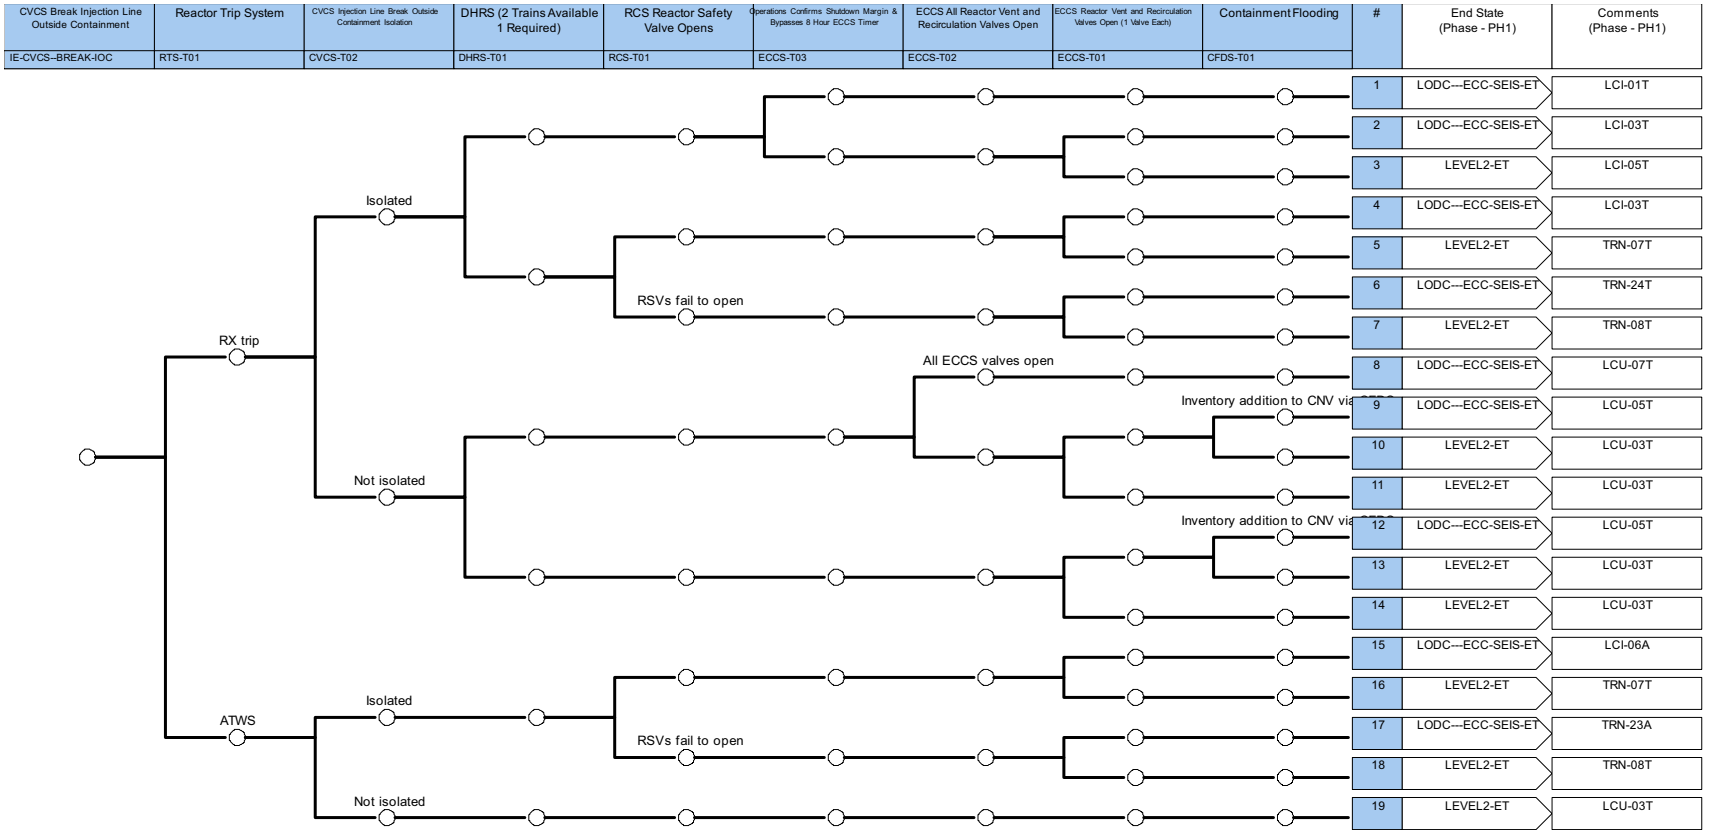 CVCS Break Injection Line
Outside Containment
Reactor Trip System
CVCS Injection Line Break Outside
Containment Isolation
DHRS (2 Trains Available
1 Required)
RCS Reactor Safety
Valve Opens
Operations Confirms Shutdown Margin &
Bypasses 8 Hour ECCS Timer
ECCS All Reactor Vent and
Recirculation Valves Open
ECCS Reactor Vent and Recirculation
Valves Open (1 Valve Each)
Containment Flooding
#
End State
(Phase - PH1)
Comments
(Phase - PH1)
IE-CVCS--BREAK-IOC
RTS-T01
CVCS-T02
DHRS-T01
RCS-T01
ECCS-T03
ECCS-T02
ECCS-T01
CFDS-T01
1 LODC---ECC-SEIS-ET LCI-01T
2 LODC---ECC-SEIS-ET LCI-03T
3 LEVEL2-ET LCI-05T
Isolated
4 LODC---ECC-SEIS-ET LCI-03T
5 LEVEL2-ET TRN-07T
RSVs fail to open
6 LODC---ECC-SEIS-ET TRN-24T
7 LEVEL2-ET TRN-08T
RX trip
All ECCS valves open
8 LODC---ECC-SEIS-ET LCU-07T
Inventory addition to CNV via
9 LODC---ECC-SEIS-ET LCU-05T
10 LEVEL2-ET LCU-03T
Not isolated
11 LEVEL2-ET LCU-03T
Inventory addition to CNV via
12 LODC---ECC-SEIS-ET LCU-05T
13 LEVEL2-ET LCU-03T
14 LEVEL2-ET LCU-03T
15 LODC---ECC-SEIS-ET LCI-06A
16 LEVEL2-ET TRN-07T
Isolated
ATWS
17 LODC---ECC-SEIS-ET TRN-23A
RSVs fail to open
18 LEVEL2-ET TRN-08T
Not isolated
19 LEVEL2-ET LCU-03T